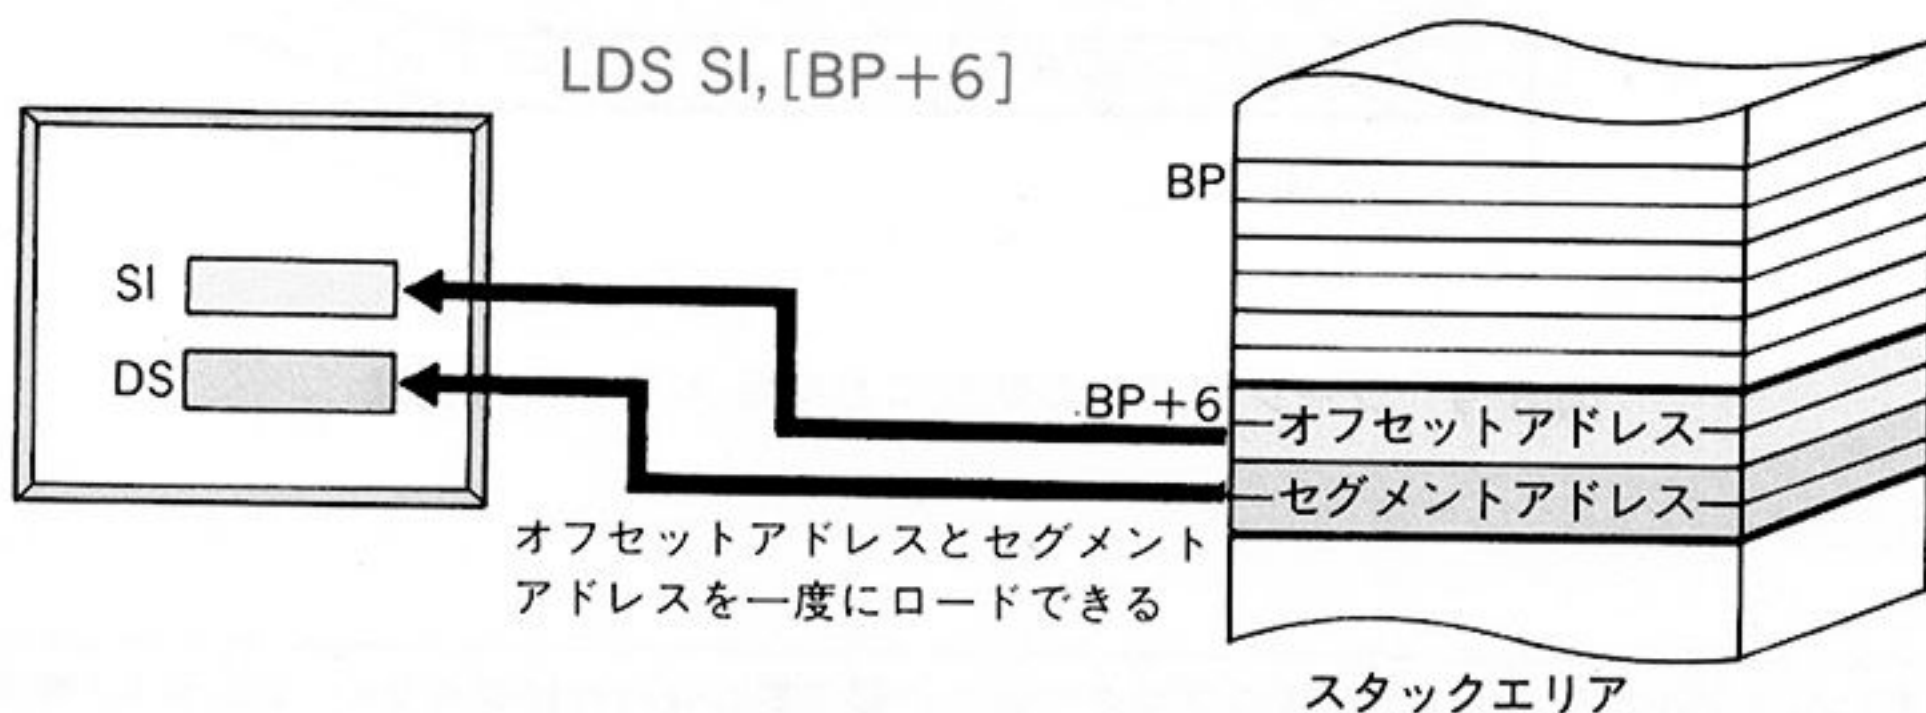 LDS SI,[BP+6]
BP
SI
DS
BP+6
オフセットアドレス
セグメントアドレス
オフセットアドレスとセグメント
アドレスを一度にロードできる
スタックエリア